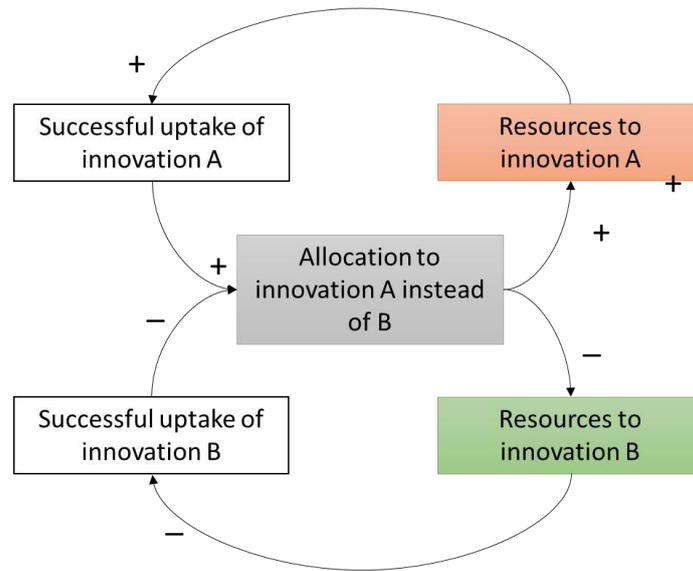 +
Successful uptake of
innovation A
Resources to
innovation A
+
+
+
Allocation to
innovation A instead
of B
−
−
Successful uptake of
innovation B
Resources to
innovation B
−